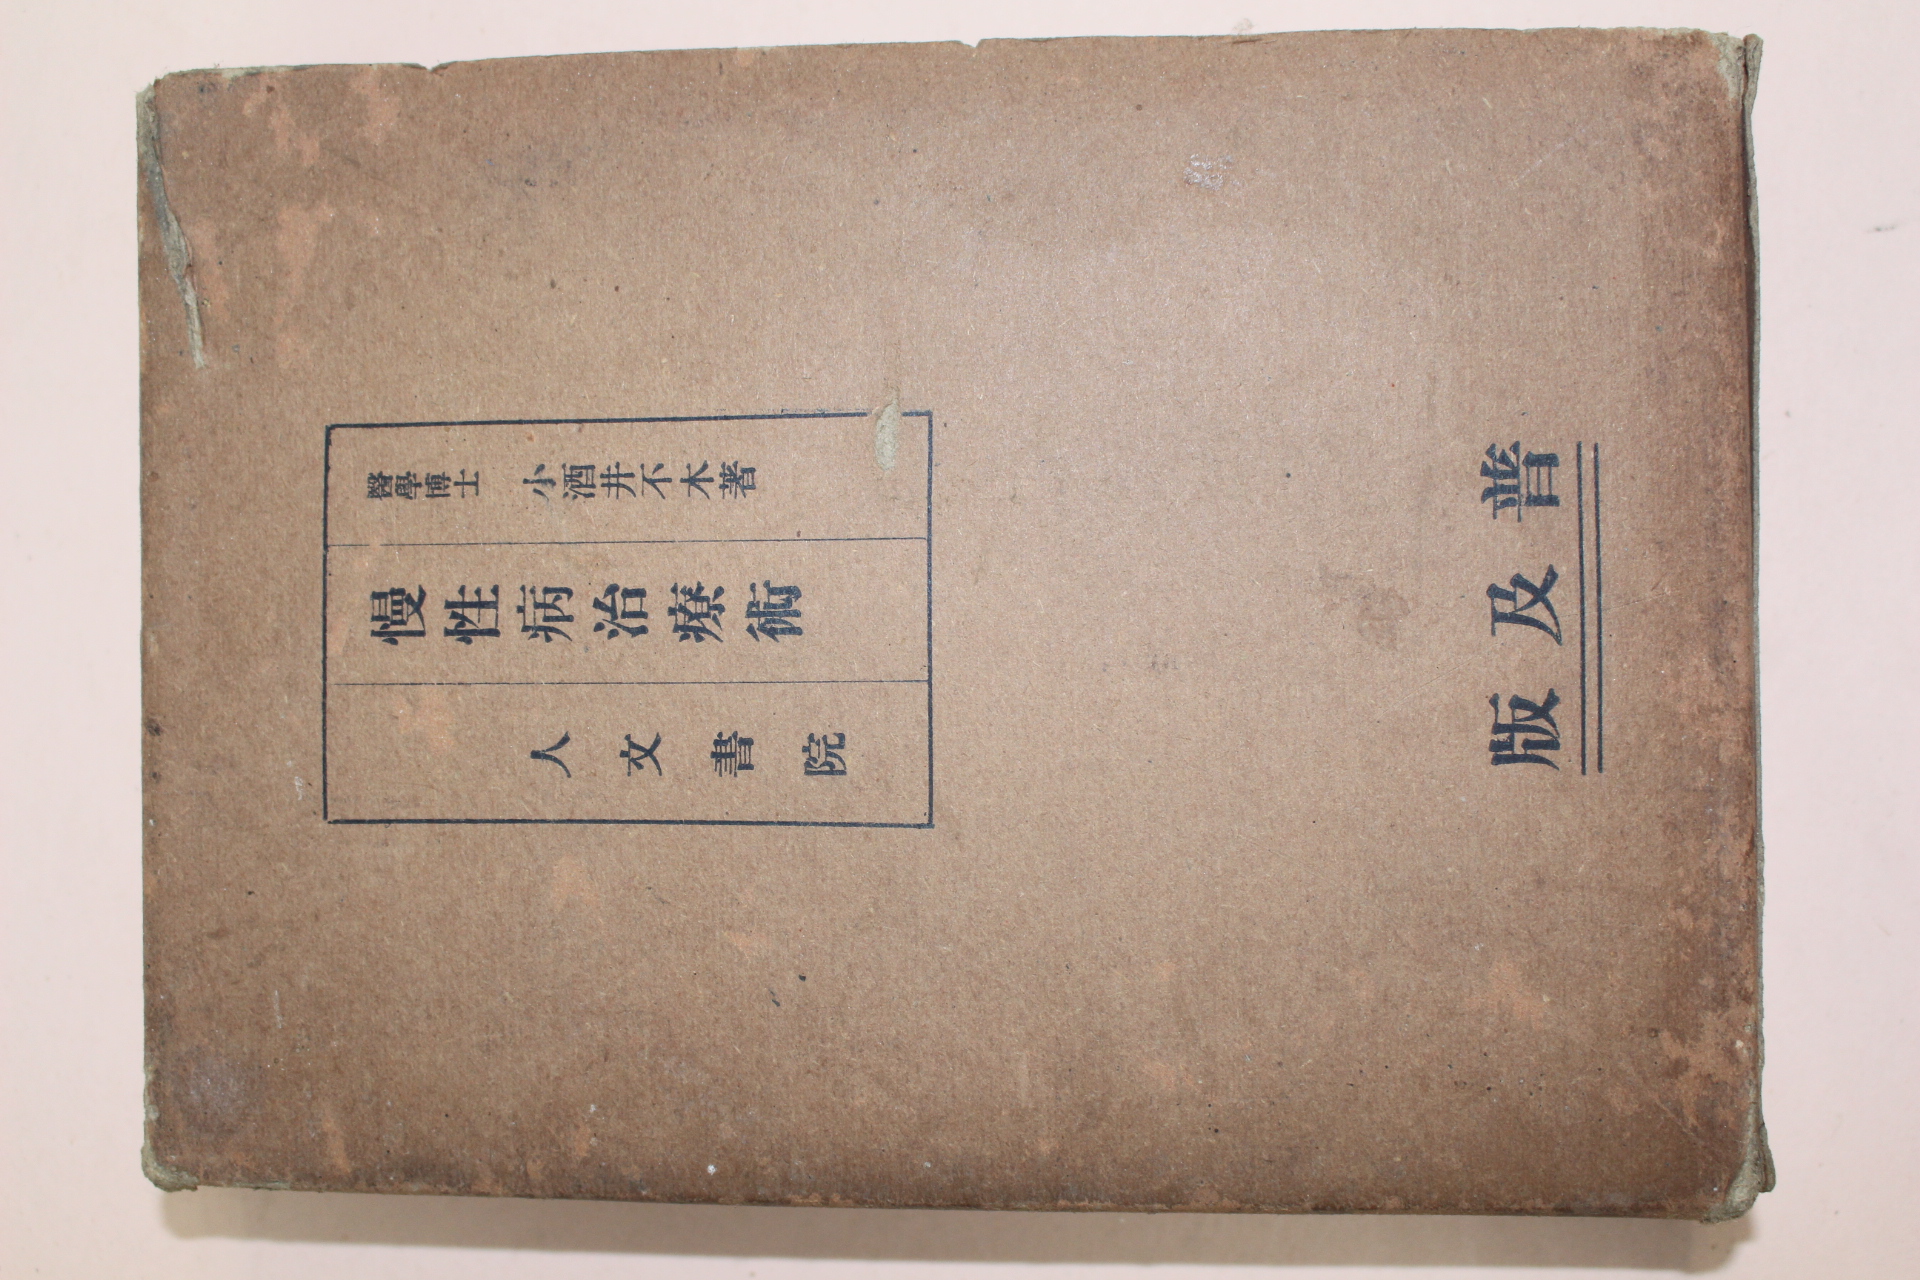 醫學博士 小酒井不木著
慢性病治療術
人文書院
普及版